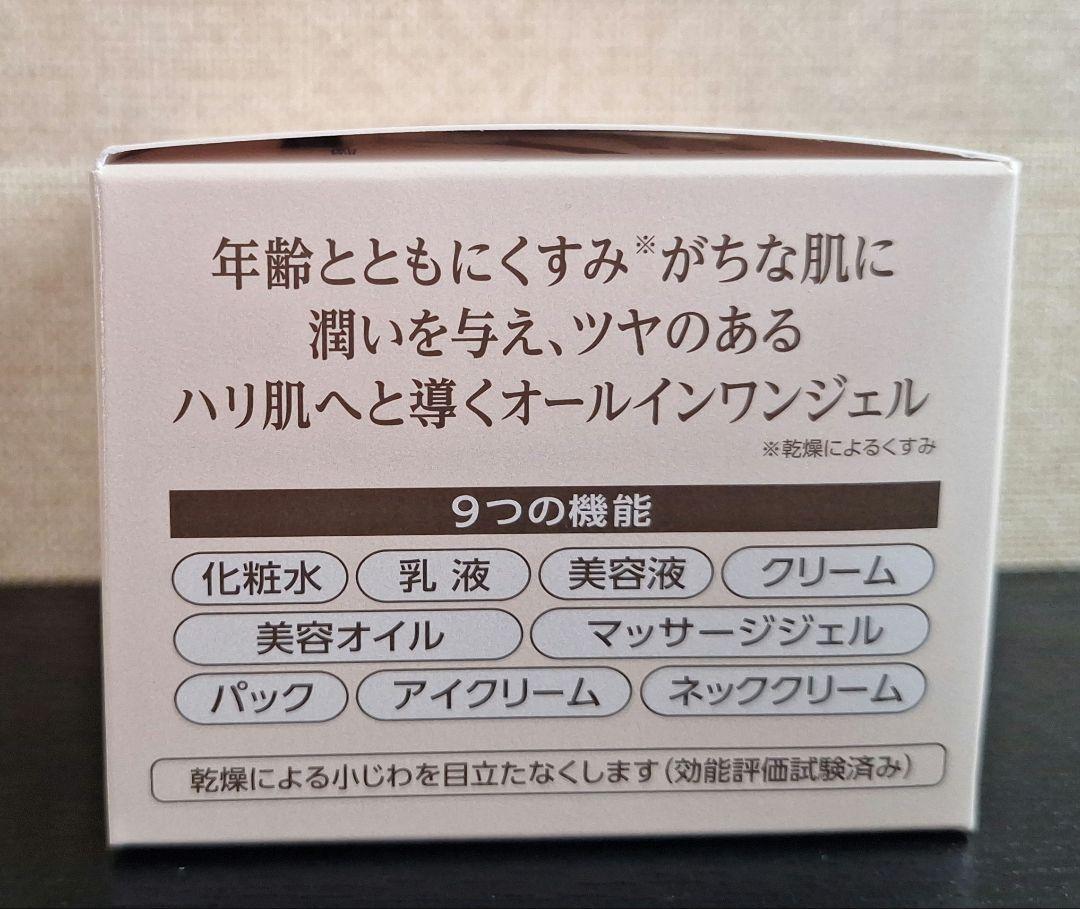 年齢とともにくすみ※がちな肌に
潤いを与え、ツヤのある
ハリ肌へと導くオールインワンジェル
※乾燥によるくすみ
9つの機能
化粧水 乳液 美容液 クリーム
美容オイル マッサージジェル
パック アイクリーム ネッククリーム
乾燥による小じわを目立たなくします(効能評価試験済み)